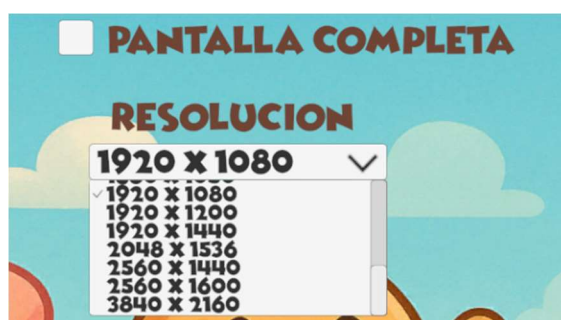 PANTALLA COMPLETA
RESOLUCION
1920 X 1080
1920 X 1080
1920 X 1200
1920 X 1440
2048 X 1536
2560 X 1440
2560 X 1600
3840 X 2160